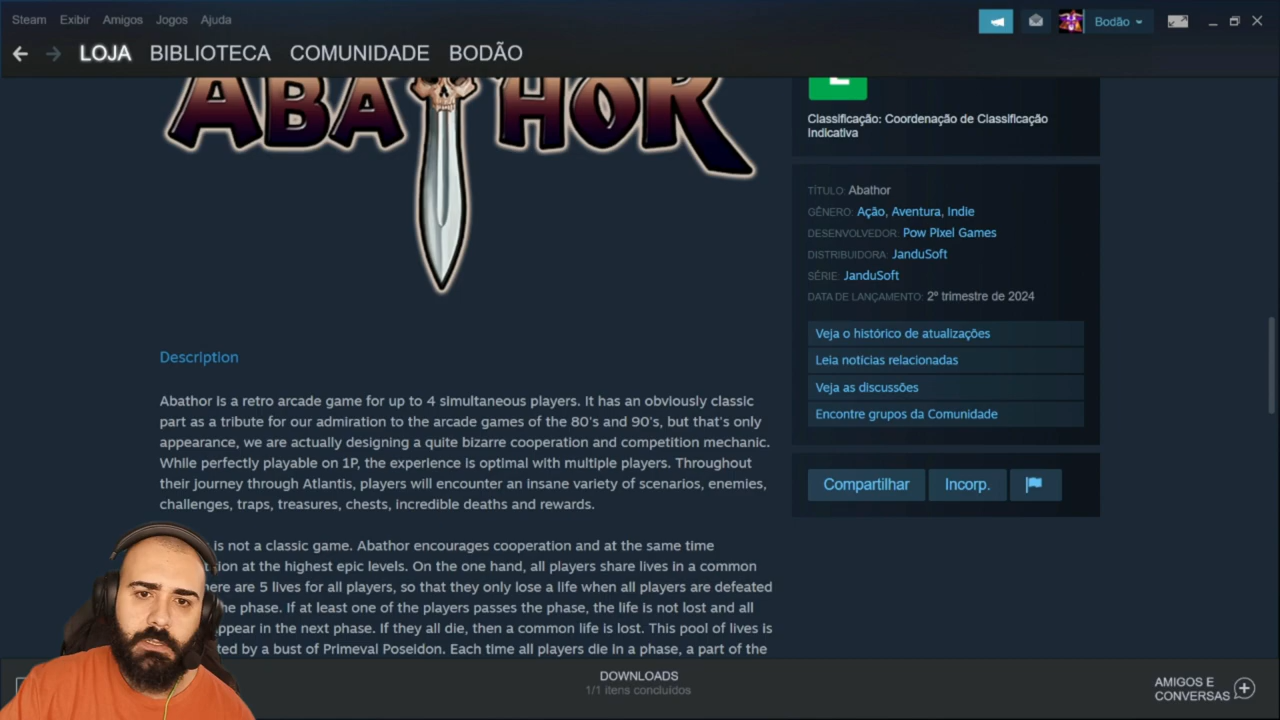 Steam Exibir Amigos Jogos Ajuda
Bodão
LOJA BIBLIOTECA COMUNIDADE BODÃO
ABATHOR
Classificação: Coordenação de Classificação
Indicativa
TÍTULO: Abathor
GÊNERO: Ação, Aventura, Indie
DESENVOLVEDOR: Pow PIxel Games
DISTRIBUIDORA: JanduSoft
SÉRIE: JanduSoft
DATA DE LANÇAMENTO: 2º trimestre de 2024
Veja o histórico de atualizações
Leia notícias relacionadas
Veja as discussões
Encontre grupos da Comunidade
Compartilhar Incorp.
Description
Abathor is a retro arcade game for up to 4 simultaneous players. It has an obviously classic
part as a tribute for our admiration to the arcade games of the 80's and 90's, but that's only
appearance, we are actually designing a quite bizarre cooperation and competition mechanic.
While perfectly playable on 1P, the experience is optimal with multiple players. Throughout
their journey through Atlantis, players will encounter an insane variety of scenarios, enemies,
challenges, traps, treasures, chests, incredible deaths and rewards.
is not a classic game. Abathor encourages cooperation and at the same time
at the highest epic levels. On the one hand, all players share lives in a common
are 5 lives for all players, so that they only lose a life when all players are defeated
phase. If at least one of the players passes the phase, the life is not lost and all
in the next phase. If they all die, then a common life is lost. This pool of lives is
by a bust of Primeval Poseidon. Each time all players die in a phase, a part of the
DOWNLOADS
1/1 itens concluídos
AMIGOS E
CONVERSAS